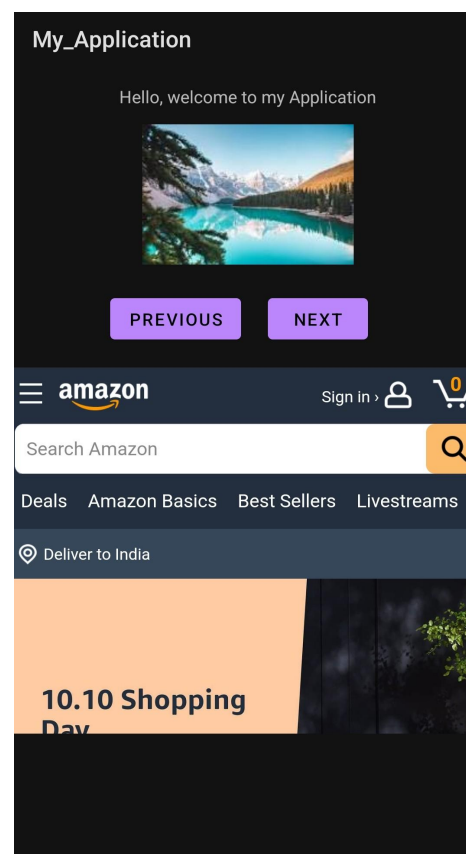 My_Application
Hello, welcome to my Application
PREVIOUS NEXT
amazon Sign in › 0
Search Amazon
Deals Amazon Basics Best Sellers Livestreams
Deliver to India
10.10 Shopping
Day